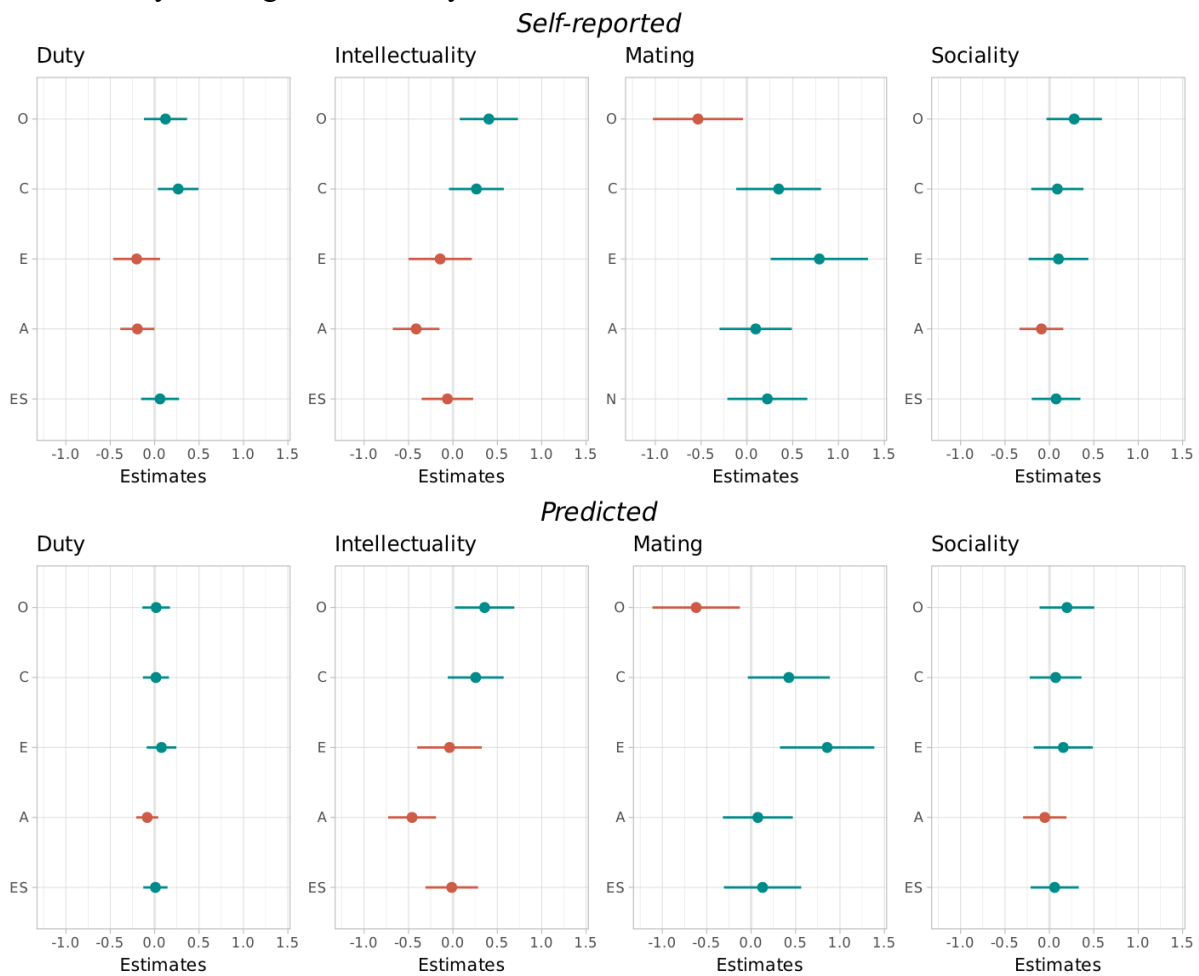 Self-reported
Duty Intellectuality Mating Sociality
O O O O
C C C C
E E E E
A A A A
ES ES N ES
-1.0 -0.5 0.0 0.5 1.0 1.5 -1.0 -0.5 0.0 0.5 1.0 1.5 -1.0 -0.5 0.0 0.5 1.0 1.5 -1.0 -0.5 0.0 0.5 1.0 1.5
Estimates Estimates Estimates Estimates
Predicted
Duty Intellectuality Mating Sociality
O O O O
C C C C
E E E E
A A A A
ES ES ES ES
-1.0 -0.5 0.0 0.5 1.0 1.5 -1.0 -0.5 0.0 0.5 1.0 1.5 -1.0 -0.5 0.0 0.5 1.0 1.5 -1.0 -0.5 0.0 0.5 1.0 1.5
Estimates Estimates Estimates Estimates